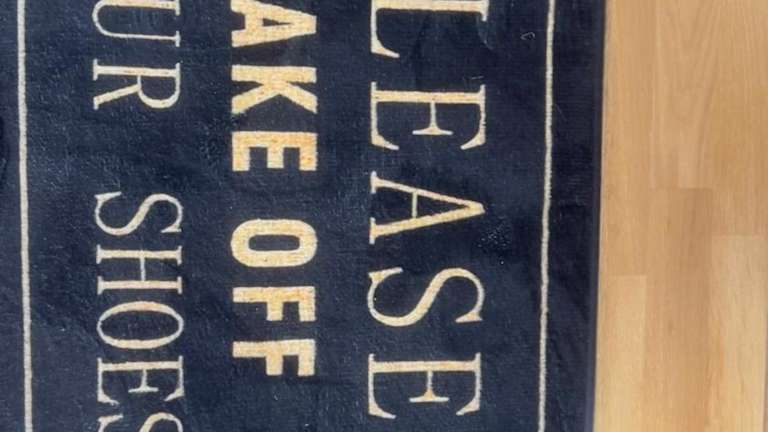 LEASE
AKE OFF
UR SHOES